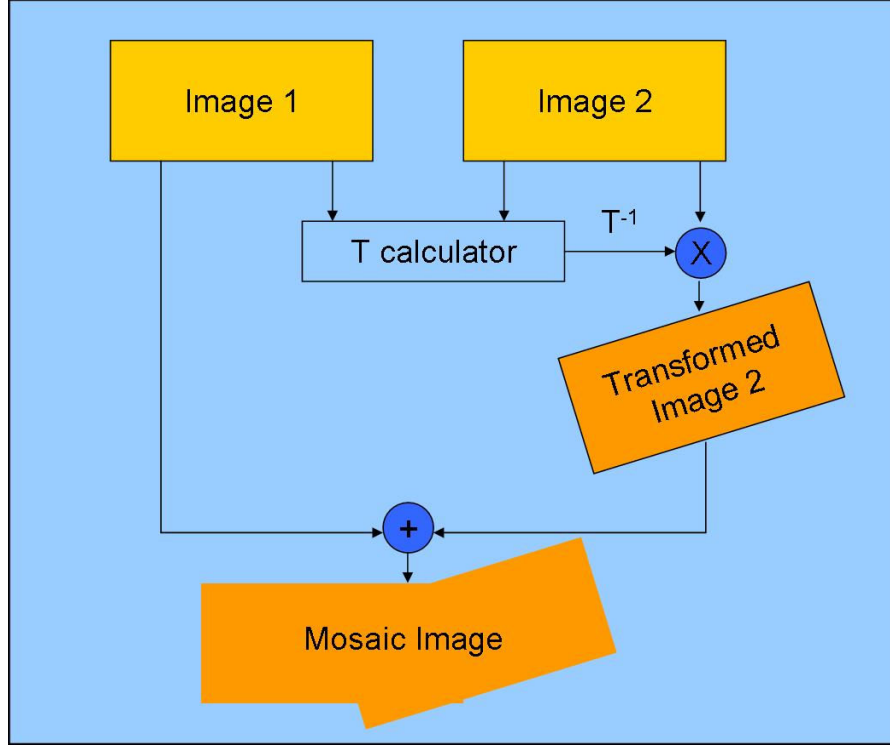 Image 1
Image 2
T calculator
T⁻¹
X
Transformed
Image 2
+
Mosaic Image